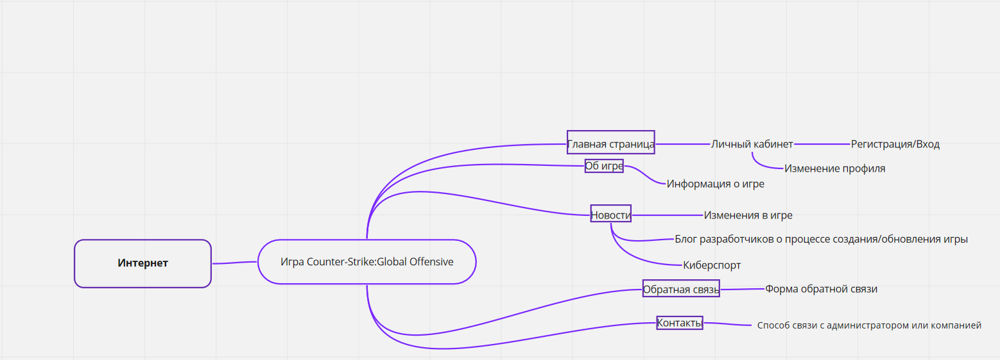 Интернет
Игра Counter-Strike:Global Offensive
Главная страница
Личный кабинет
Регистрация/Вход
Изменение профиля
Об игре
Информация о игре
Новости
Изменения в игре
Блог разработчиков о процессе создания/обновления игры
Киберспорт
Обратная связь
Форма обратной связи
Контакты
Способ связи с администратором или компанией